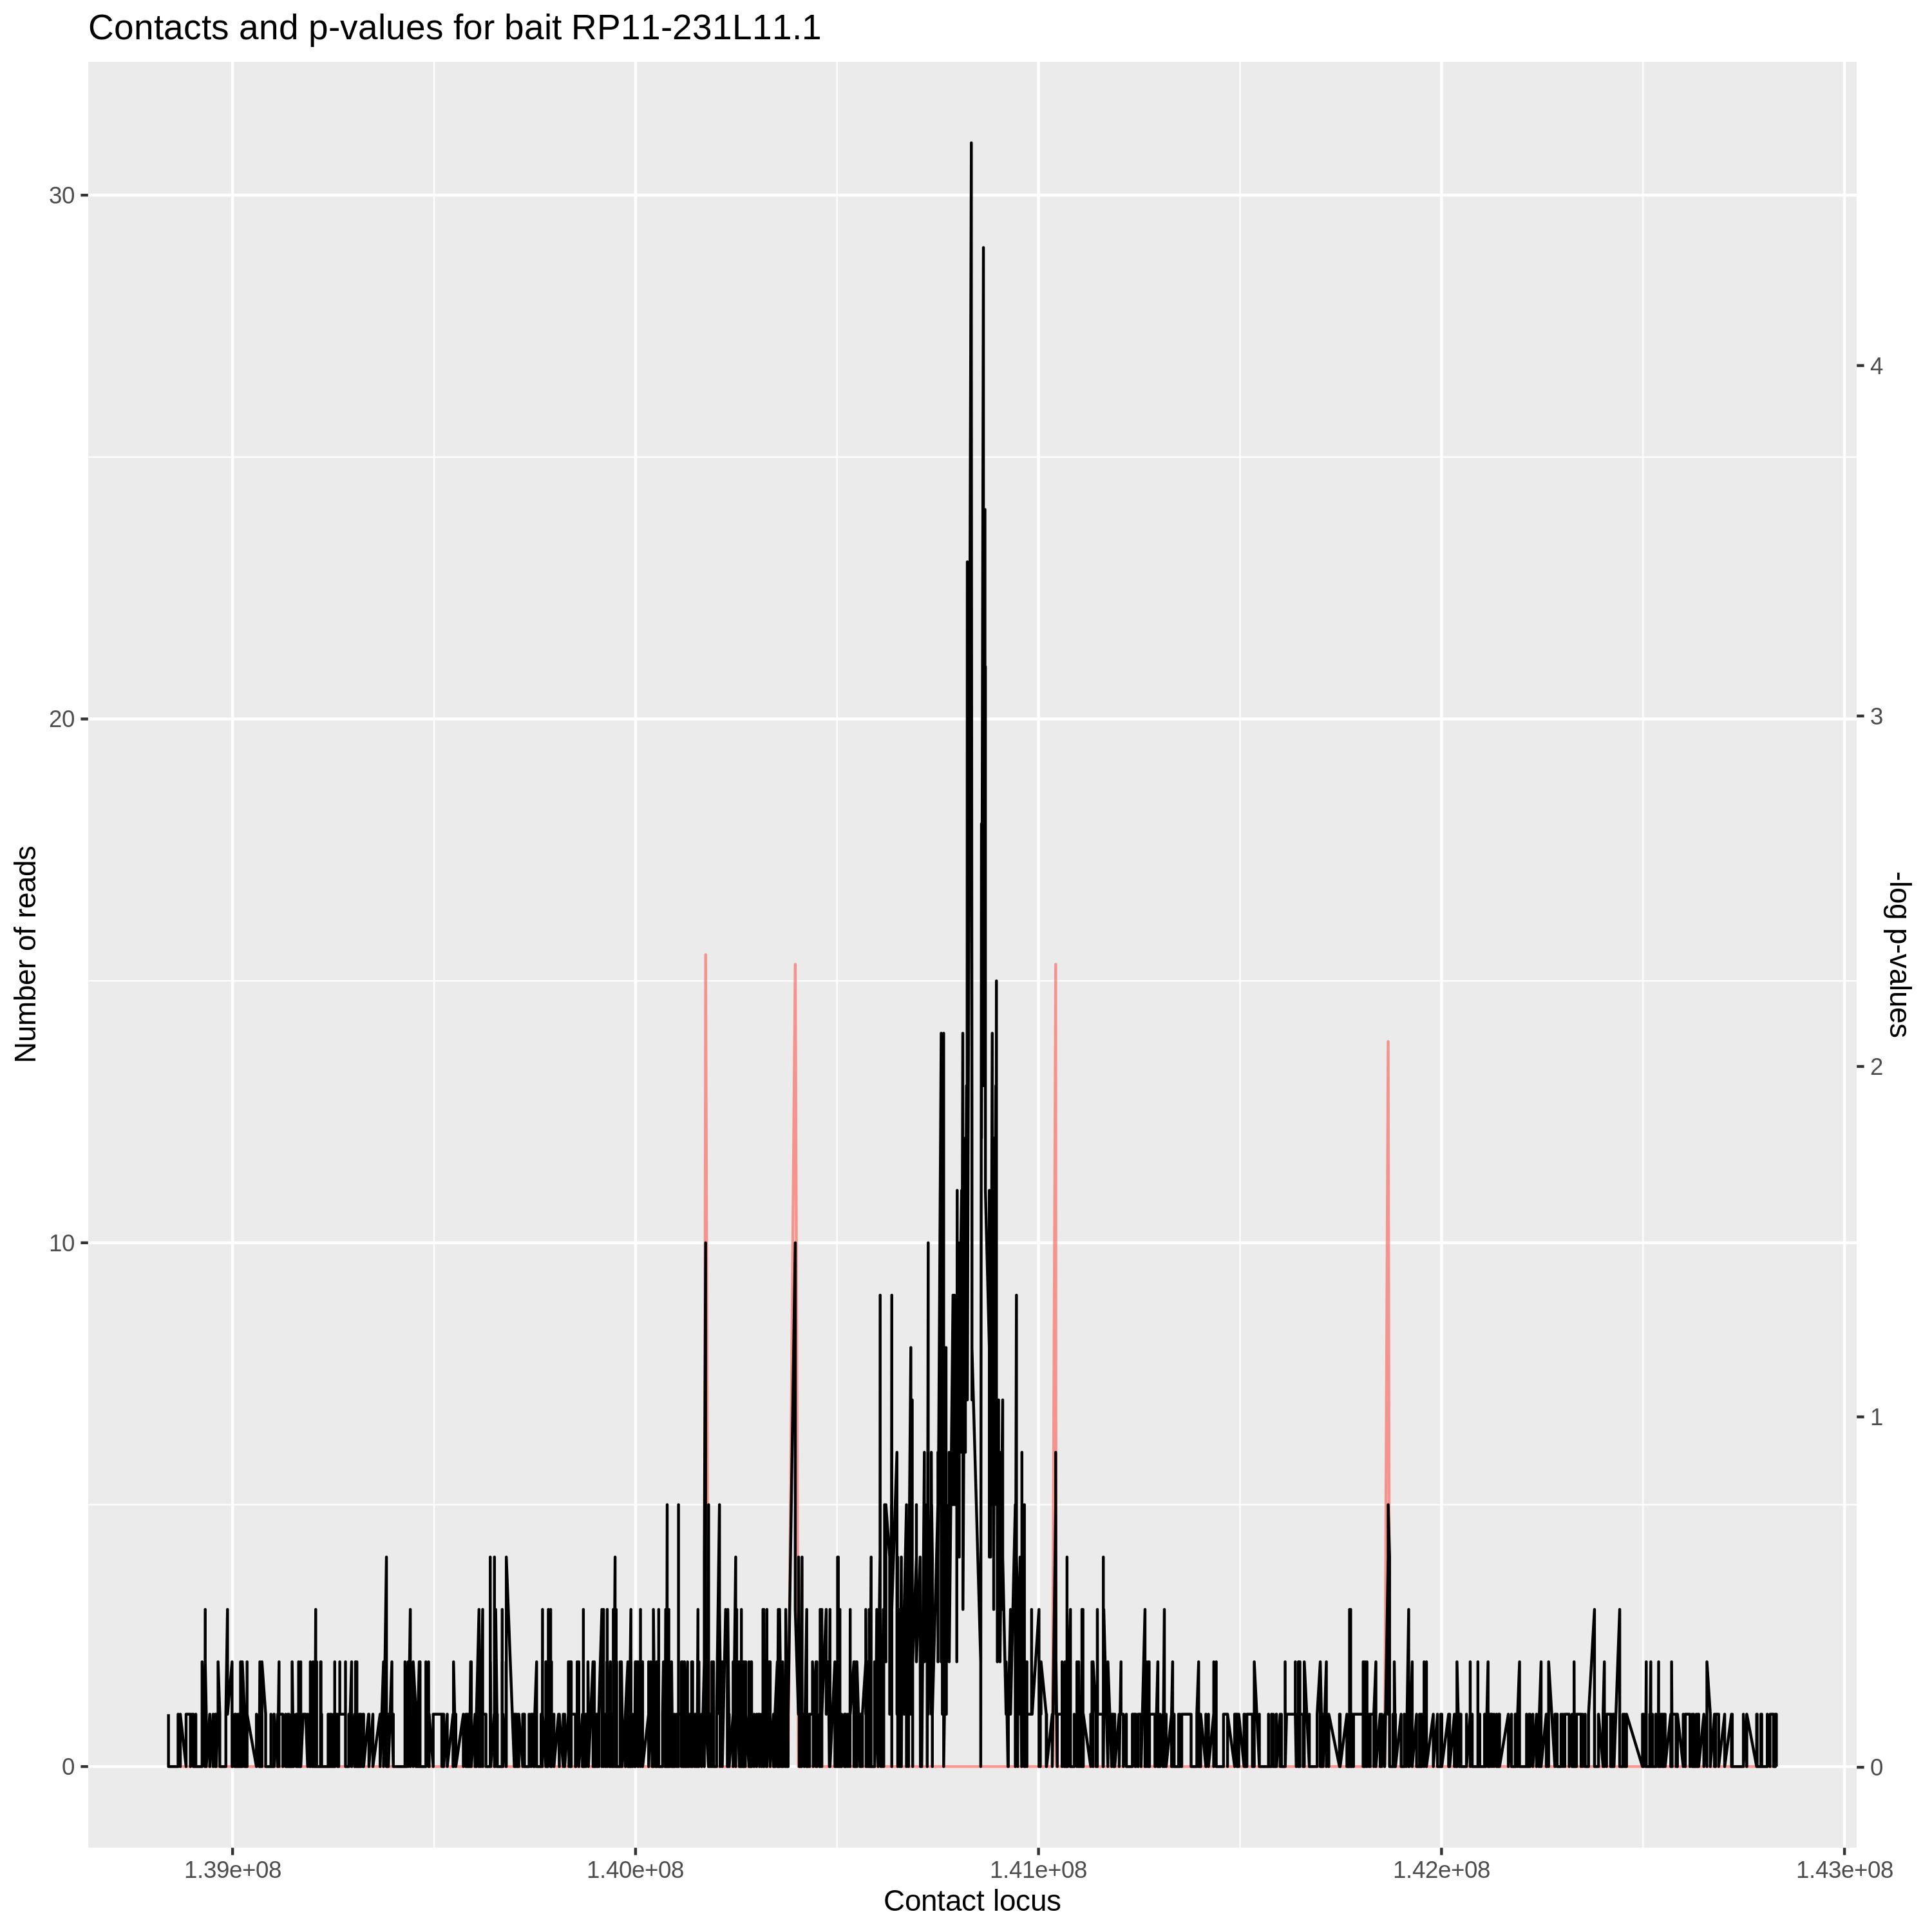 Contacts and p-values for bait RP11-231L11.1
30
20
10
0
Number of reads
4
3
2
1
0
-log p-values
1.39e+08
1.40e+08
1.41e+08
1.42e+08
1.43e+08
Contact locus